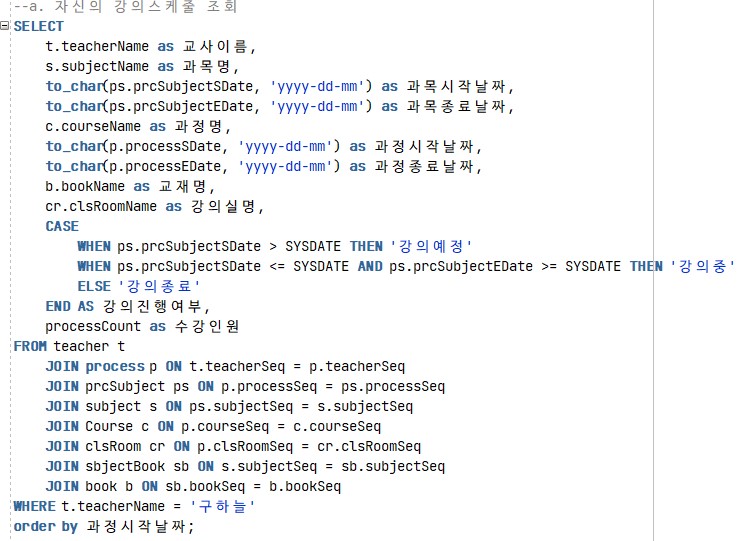 --a. 자신의 강의스케줄 조회
SELECT
t.teacherName as 교사이름,
s.subjectName as 과목명,
to_char(ps.prcSubjectSDate, 'yyyy-dd-mm') as 과목시작날짜,
to_char(ps.prcSubjectEDate, 'yyyy-dd-mm') as 과목종료날짜,
c.courseName as 과정명,
to_char(p.processSDate, 'yyyy-dd-mm') as 과정시작날짜,
to_char(p.processEDate, 'yyyy-dd-mm') as 과정종료날짜,
b.bookName as 교재명,
cr.clsRoomName as 강의실명,
CASE
WHEN ps.prcSubjectSDate > SYSDATE THEN '강의예정'
WHEN ps.prcSubjectSDate <= SYSDATE AND ps.prcSubjectEDate >= SYSDATE THEN '강의중'
ELSE '강의종료'
END AS 강의진행여부,
processCount as 수강인원
FROM teacher t
JOIN process p ON t.teacherSeq = p.teacherSeq
JOIN prcSubject ps ON p.processSeq = ps.processSeq
JOIN subject s ON ps.subjectSeq = s.subjectSeq
JOIN Course c ON p.courseSeq = c.courseSeq
JOIN clsRoom cr ON p.clsRoomSeq = cr.clsRoomSeq
JOIN sbjectBook sb ON s.subjectSeq = sb.subjectSeq
JOIN book b ON sb.bookSeq = b.bookSeq
WHERE t.teacherName = '구하늘'
order by 과정시작날짜;